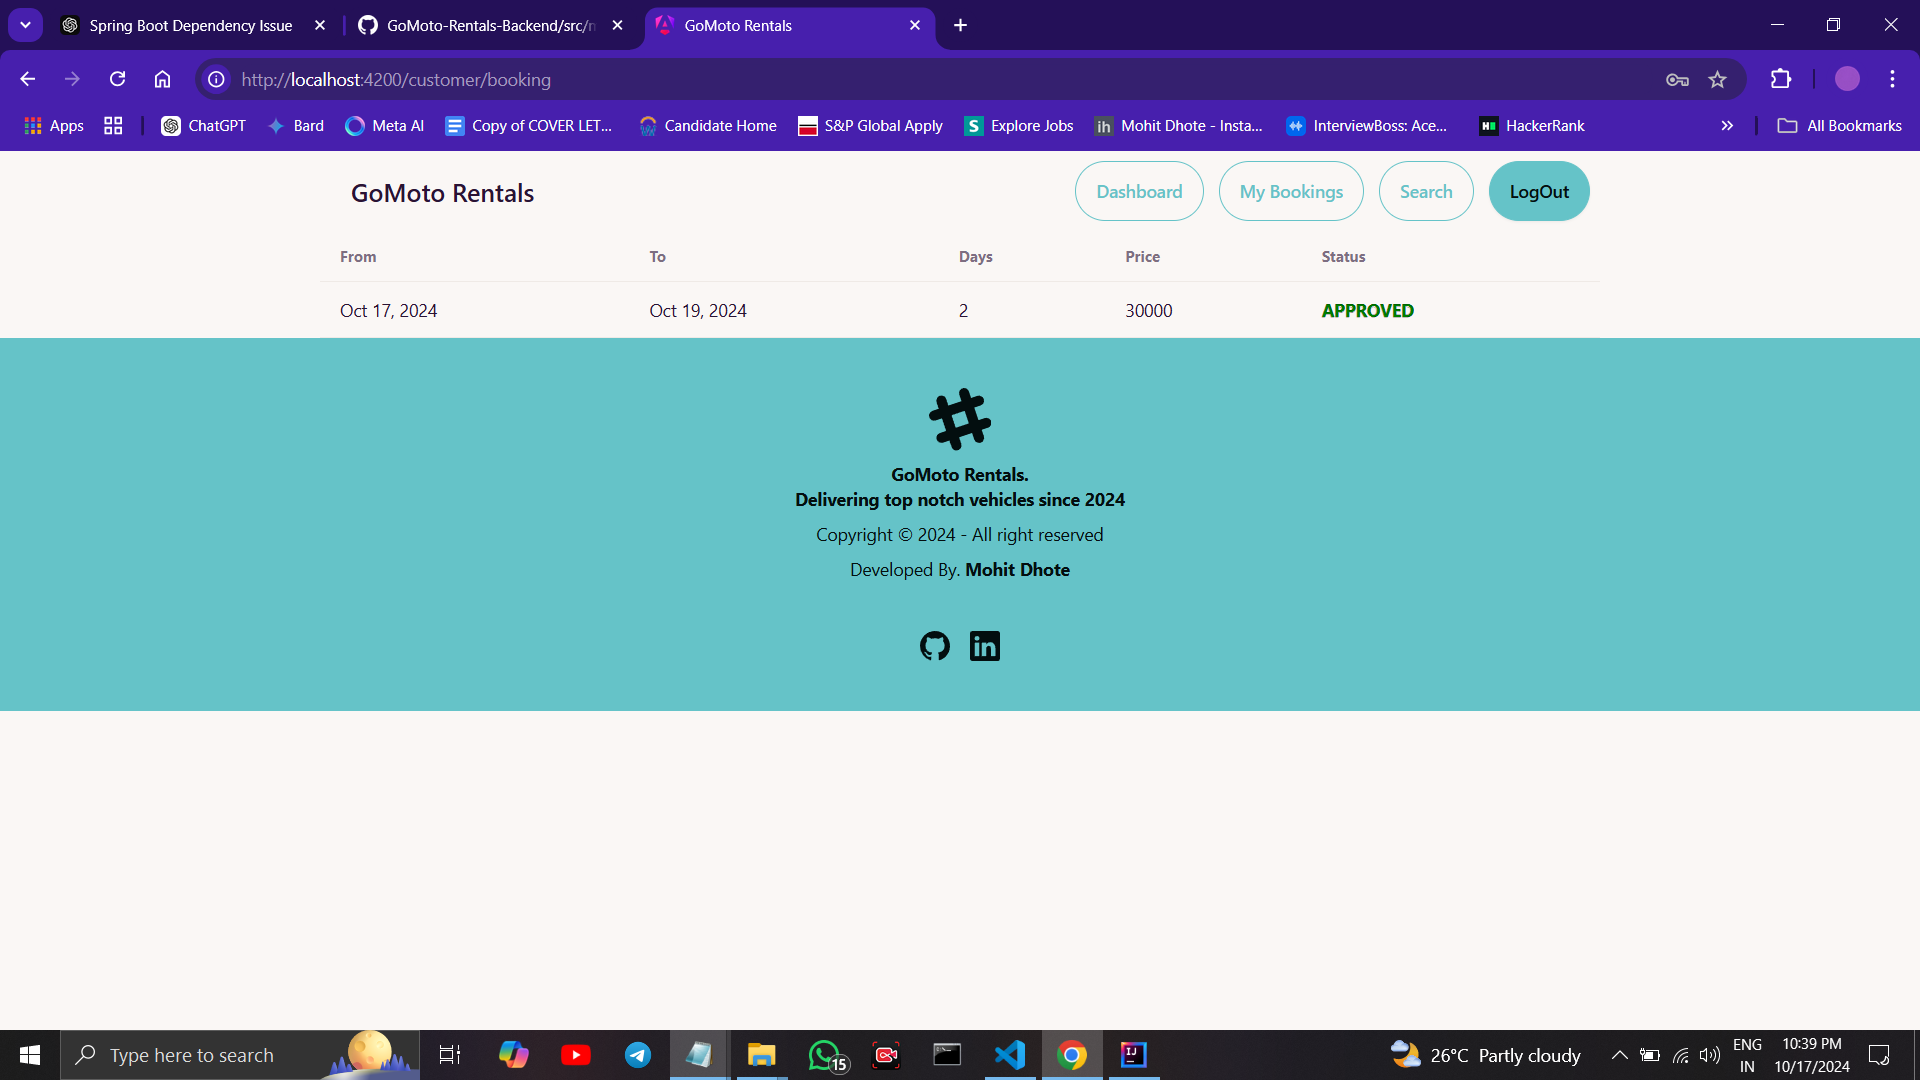 Spring Boot Dependency Issue
GoMoto-Rentals-Backend/src/
GoMoto Rentals
http://localhost:4200/customer/booking
Apps
ChatGPT
Bard
Meta AI
Copy of COVER LET...
Candidate Home
S&P Global Apply
S
Explore Jobs
ih
Mohit Dhote - Insta...
InterviewBoss: Ace...
H
HackerRank
All Bookmarks
GoMoto Rentals
Dashboard
My Bookings
Search
LogOut
From To Days Price Status
Oct 17, 2024 Oct 19, 2024 2 30000 APPROVED
GoMoto Rentals.
Delivering top notch vehicles since 2024
Copyright © 2024 - All right reserved
Developed By. Mohit Dhote
in
Type here to search
15
IJ
26°C Partly cloudy
ENG
IN
10:39 PM
10/17/2024